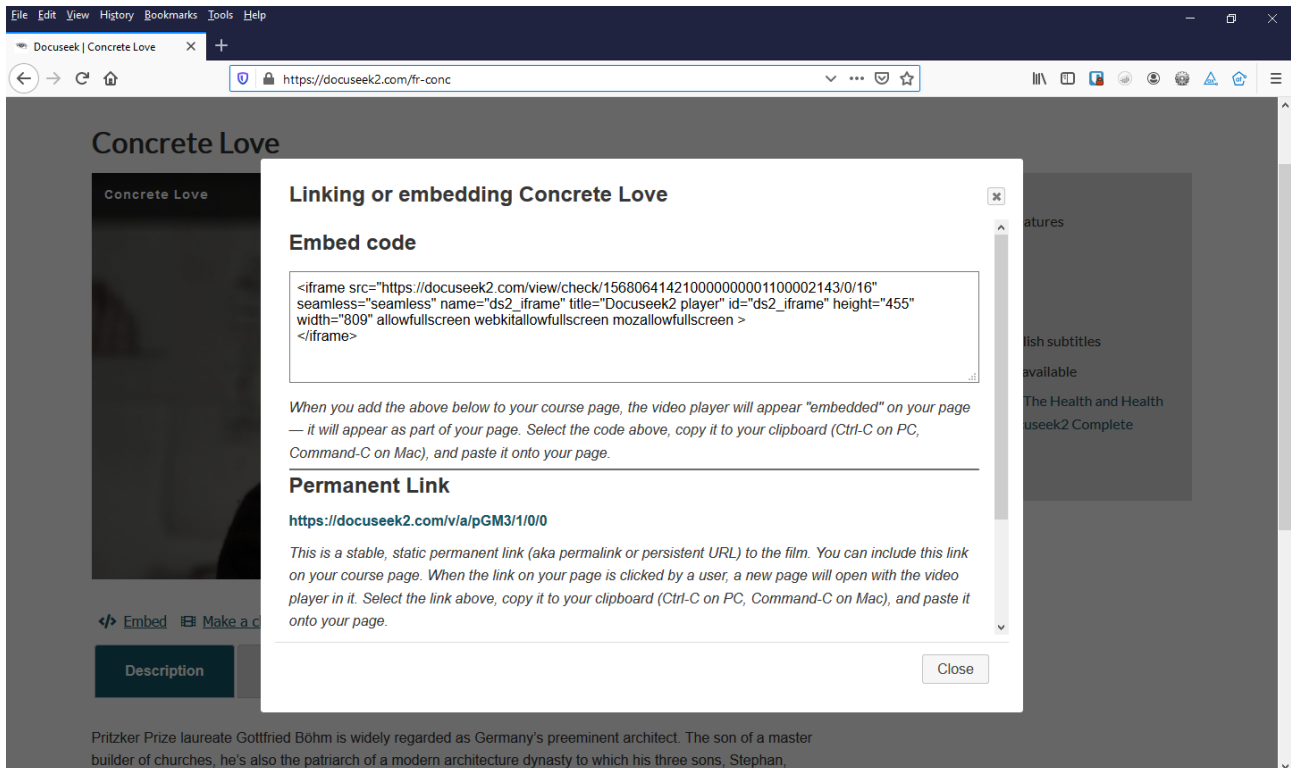 File Edit View History Bookmarks Tools Help
Docuseek | Concrete Love
https://docuseek2.com/fr-conc
Concrete Love
Concrete Love
Linking or embedding Concrete Love
Embed code
<iframe src="https://docuseek2.com/view/check/1568064142100000000001100002143/0/16"
seamless="seamless" name="ds2_iframe" title="Docuseek2 player" id="ds2_iframe" height="455"
width="809" allowfullscreen webkitallowfullscreen mozallowfullscreen >
</iframe>
When you add the above below to your course page, the video player will appear "embedded" on your page
— it will appear as part of your page. Select the code above, copy it to your clipboard (Ctrl-C on PC,
Command-C on Mac), and paste it onto your page.
Permanent Link
https://docuseek2.com/v/a/pGM3/1/0/0
This is a stable, static permanent link (aka permalink or persistent URL) to the film. You can include this link
on your course page. When the link on your page is clicked by a user, a new page will open with the video
player in it. Select the link above, copy it to your clipboard (Ctrl-C on PC, Command-C on Mac), and paste it
onto your page.
Close
atures
lish subtitles
available
The Health and Health
useek2 Complete
</> Embed Make a c
Description
Pritzker Prize laureate Gottfried Böhm is widely regarded as Germany's preeminent architect. The son of a master
builder of churches, he's also the patriarch of a modern architecture dynasty to which his three sons, Stephan,